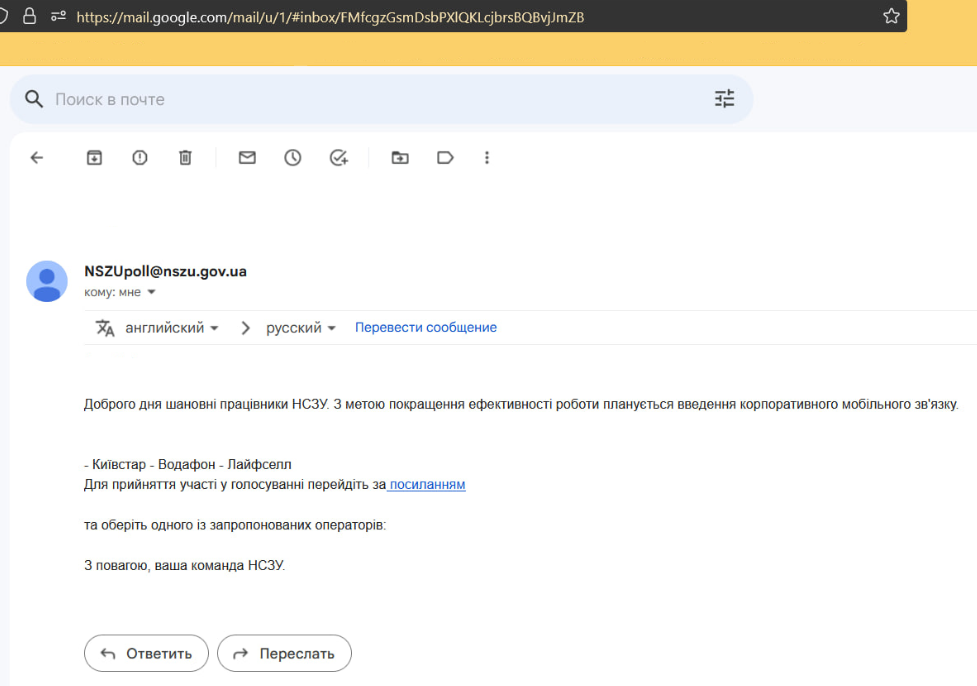 https://mail.google.com/mail/u/1/#inbox/FMfcgzGsmDsbPXlQKLcjbrsBQBvjJmZB
Поиск в почте
NSZUpoll@nszu.gov.ua
кому: мне
английский > русский Перевести сообщение
Доброго дня шановні працівники НСЗУ. З метою покращення ефективності роботи планується введення корпоративного мобільного зв'язку.
- Київстар - Водафон - Лайфселл
Для прийняття участі у голосуванні перейдіть за посиланням
та оберіть одного із запропонованих операторів:
З повагою, ваша команда НСЗУ.
Ответить Переслать